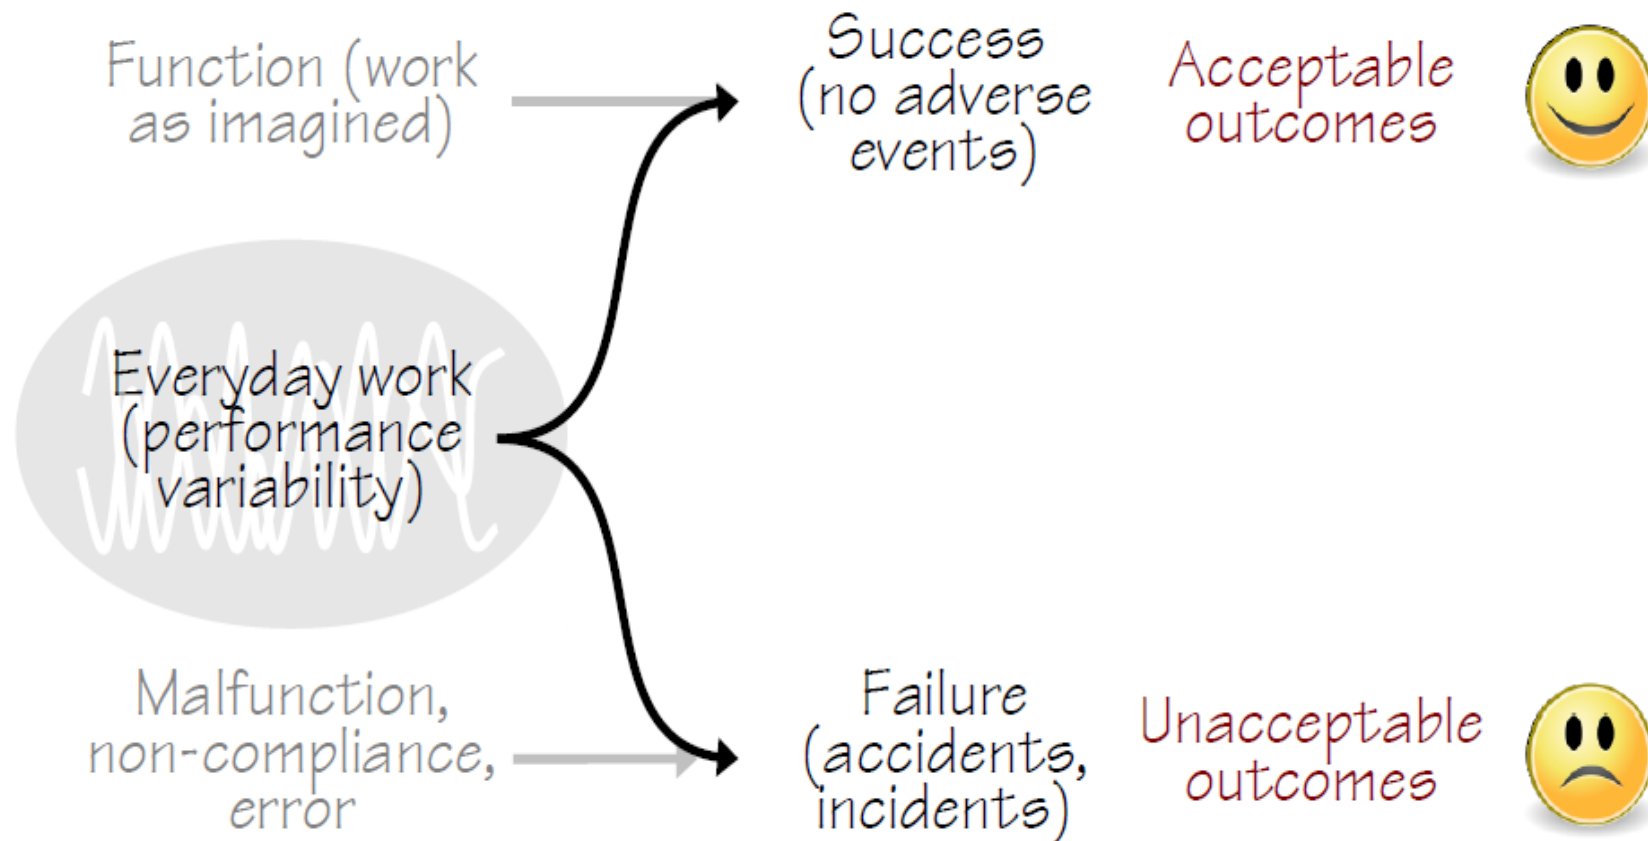 Function (work
as imagined)
Success
(no adverse
events)
Acceptable
outcomes
Everyday work
(performance
variability)
Malfunction,
non-compliance,
error
Failure
(accidents,
incidents)
Unacceptable
outcomes